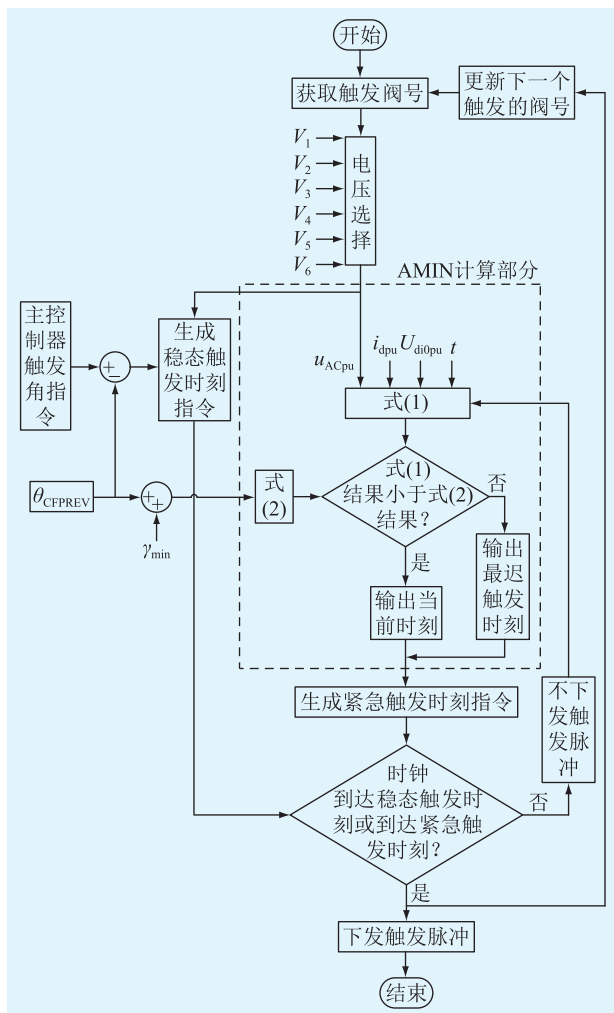 开始
获取触发阀号
更新下一个
触发的阀号
V1
V2
V3
V4
V5
V6
电
压
选
择
AMIN计算部分
主控
制器
触发
角指
令
+
−
生成
稳态触
发时刻
指令
uACpu
idpu
Udi0pu
t
式(1)
θCFPREV
+
+
γmin
式
(2)
式(1)
结果小于式(2)
结果?
否
是
输出
最迟
触发
时刻
输出当
前时刻
生成紧急触发时刻指令
不下
发触
发脉
冲
时钟
到达稳态触发时
刻或到达紧急触
发时刻?
否
是
下发触发脉冲
结束